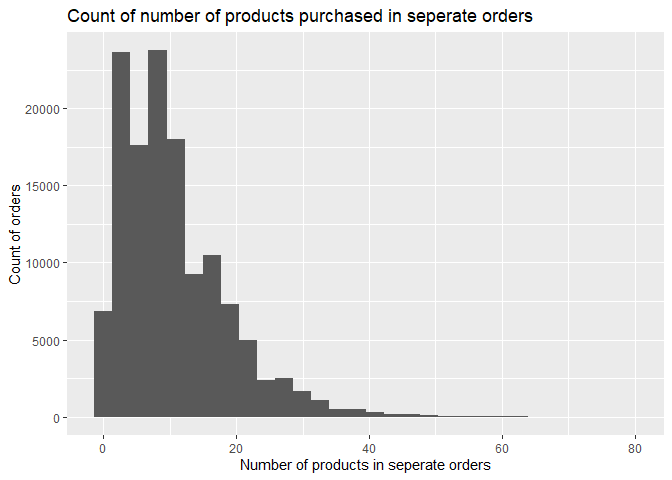 Count of number of products purchased in seperate orders
20000
15000
10000
5000
0
Count of orders
0 20 40 60 80
Number of products in seperate orders